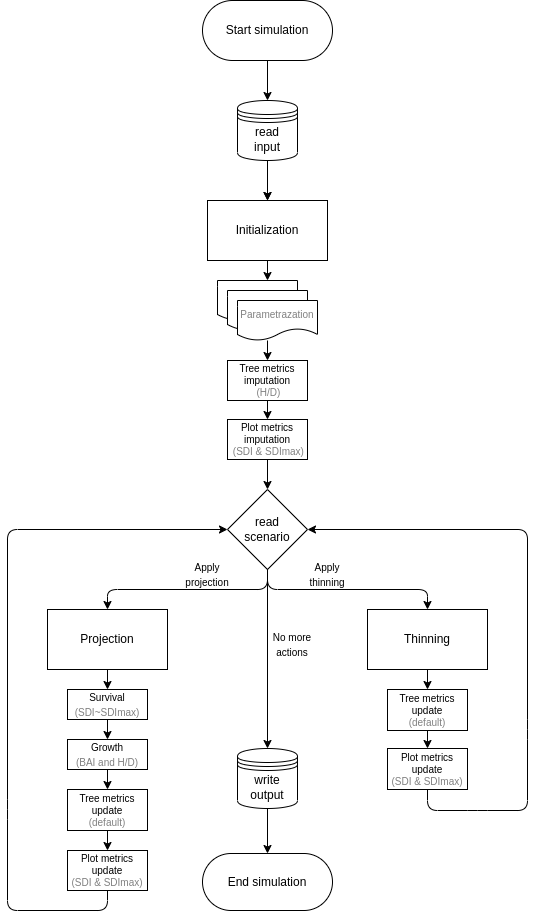 Start simulation
read
input
Initialization
Parametrazation
Tree metrics
imputation
(H/D)
Plot metrics
imputation
(SDI & SDImax)
read
scenario
Apply
projection
Apply
thinning
Projection
Survival
(SDI~SDImax)
Growth
(BAI and H/D)
Tree metrics
update
(default)
Plot metrics
update
(SDI & SDImax)
No more
actions
write
output
End simulation
Thinning
Tree metrics
update
(default)
Plot metrics
update
(SDI & SDImax)